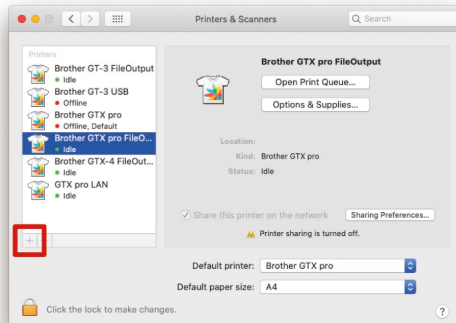 Printers & Scanners
Search
Printers
Brother GT-3 FileOutput
Idle
Brother GT-3 USB
Offline
Brother GTX pro
Offline, Default
Brother GTX pro FileO...
Idle
Brother GTX-4 FileOut...
Idle
GTX pro LAN
Idle
Brother GTX pro FileOutput
Open Print Queue...
Options & Supplies...
Location:
Kind: Brother GTX pro
Status: Idle
Share this printer on the network
Sharing Preferences...
Printer sharing is turned off.
Default printer: Brother GTX pro
Default paper size: A4
Click the lock to make changes.
?